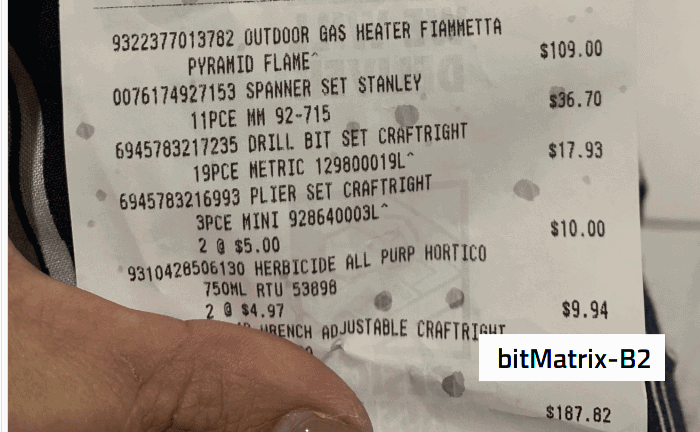 9322377013782 OUTDOOR GAS HEATER FIAMMETTA
PYRAMID FLAME^ $109.00
0076174927153 SPANNER SET STANLEY
11PCE MM 92-715 $36.70
6945783217235 DRILL BIT SET CRAFTRIGHT
19PCE METRIC 129800019L^ $17.93
6945783216993 PLIER SET CRAFTRIGHT
3PCE MINI 928640003L^
2 @ $5.00 $10.00
9310428506130 HERBICIDE ALL PURP HORTICO
750ML RTU 53898
2 @ $4.97 $9.94
WRENCH ADJUSTABLE CRAFTRIGHT
bitMatrix-B2
$187.82